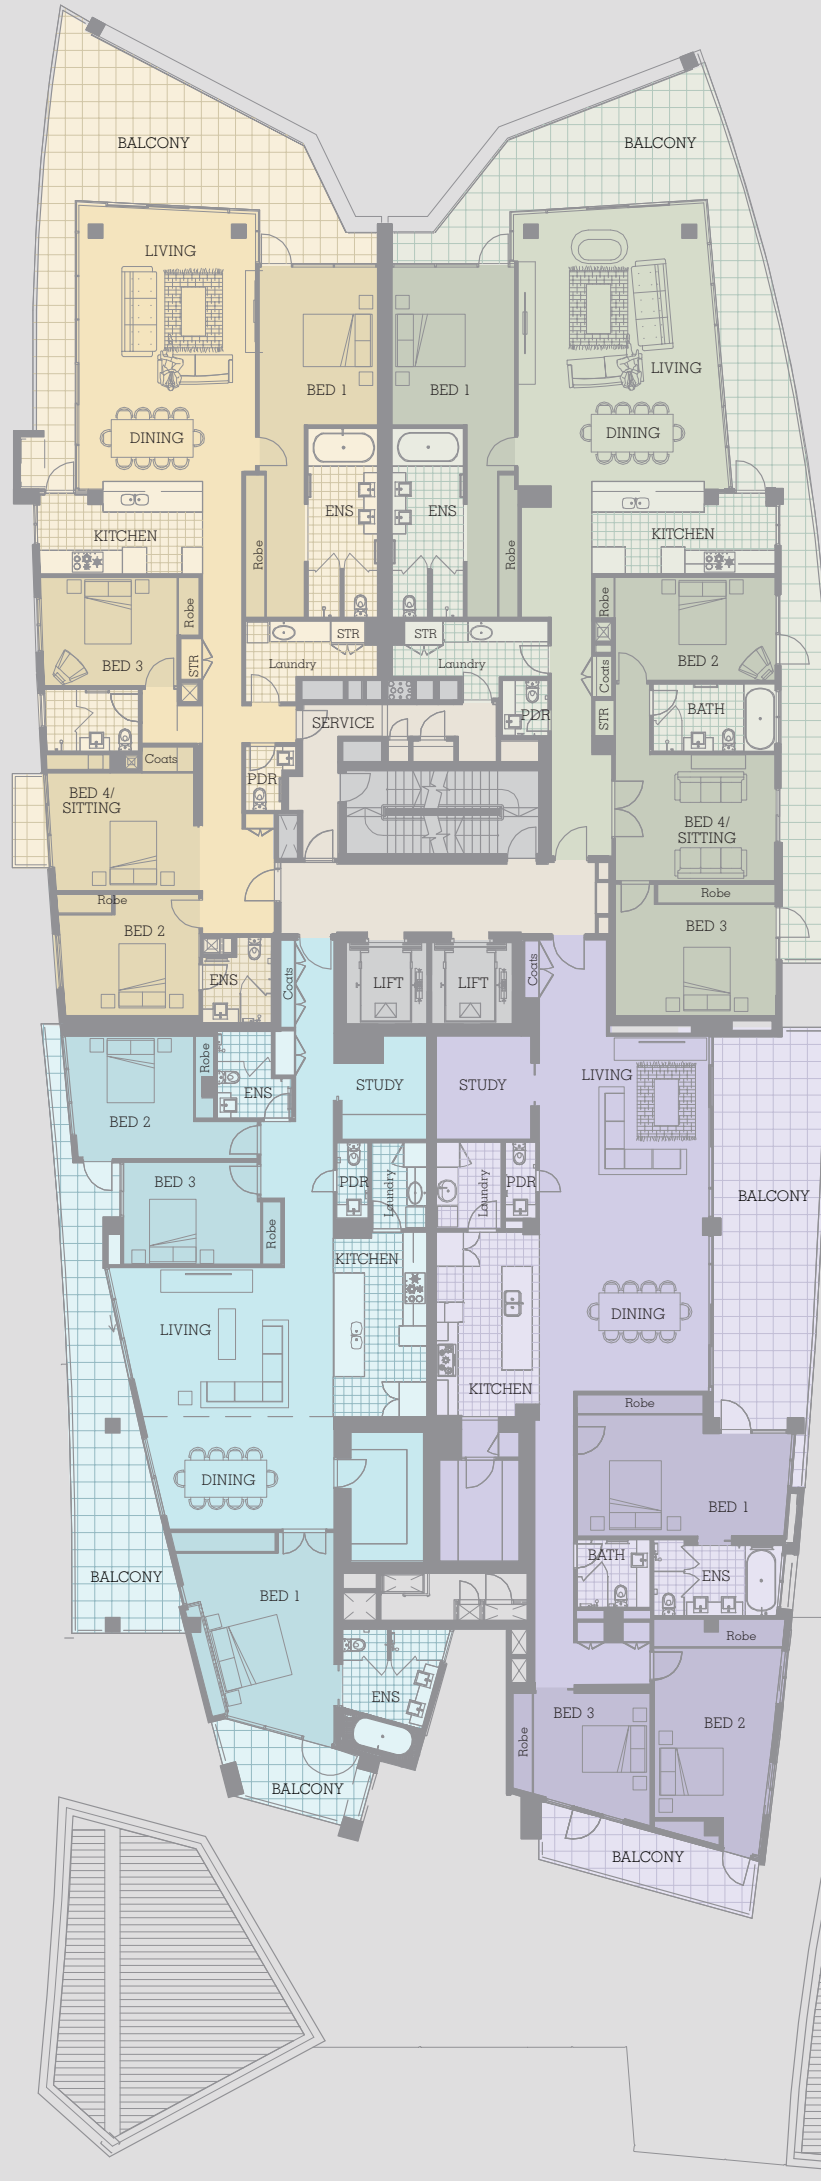 BALCONY
BALCONY
LIVING
LIVING
BED 1
BED 1
DINING
DINING
ENS
ENS
KITCHEN
KITCHEN
Robe
Robe
Robe
Robe
STR
STR
BED 3
STR
Laundry
Laundry
BED 2
Coats
BATH
STR
PDR
SERVICE
Coats
PDR
BED 4/
SITTING
BED 4/
SITTING
Robe
Robe
BED 2
BED 3
ENS
Coats
LIFT
LIFT
Coats
Robe
BED 2
ENS
STUDY
STUDY
LIVING
BED 3
PDR
Laundry
Laundry
PDR
BALCONY
Robe
KITCHEN
LIVING
DINING
KITCHEN
Robe
DINING
BED 1
BALCONY
BED 1
BATH
ENS
Robe
ENS
BED 3
BED 2
Robe
BALCONY
BALCONY